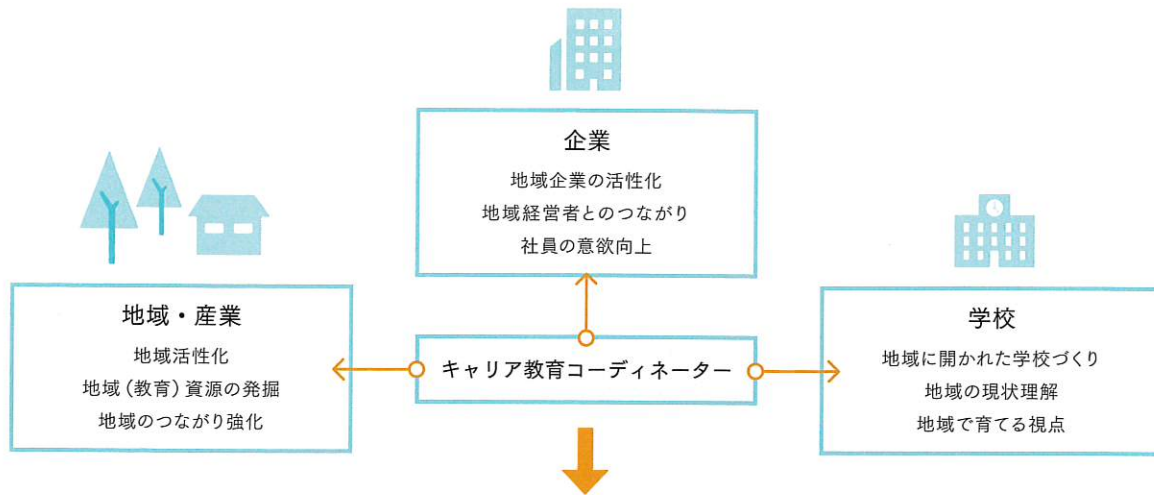 企業
地域企業の活性化
地域経営者とのつながり
社員の意欲向上
地域・産業
地域活性化
地域（教育）資源の発掘
地域のつながり強化
キャリア教育コーディネーター
学校
地域に開かれた学校づくり
地域の現状理解
地域で育てる視点